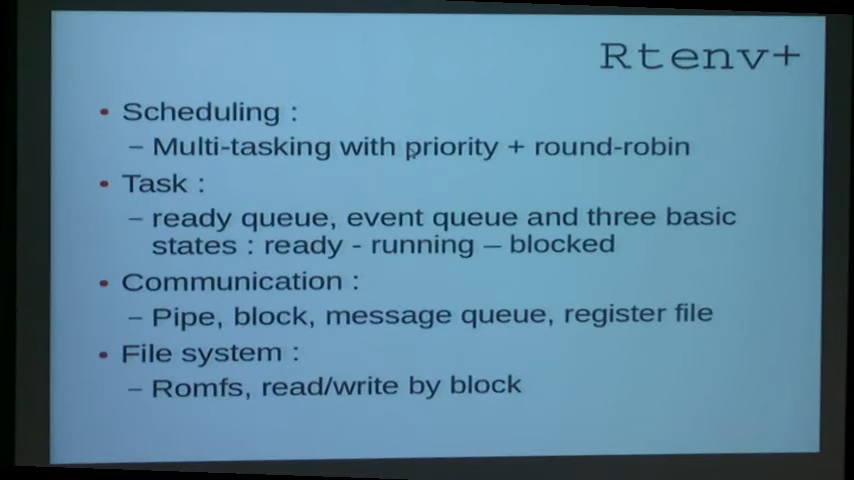 Rtenv+
• Scheduling :
– Multi-tasking with priority + round-robin
• Task :
– ready queue, event queue and three basic
states : ready - running – blocked
• Communication :
– Pipe, block, message queue, register file
• File system :
– Romfs, read/write by block